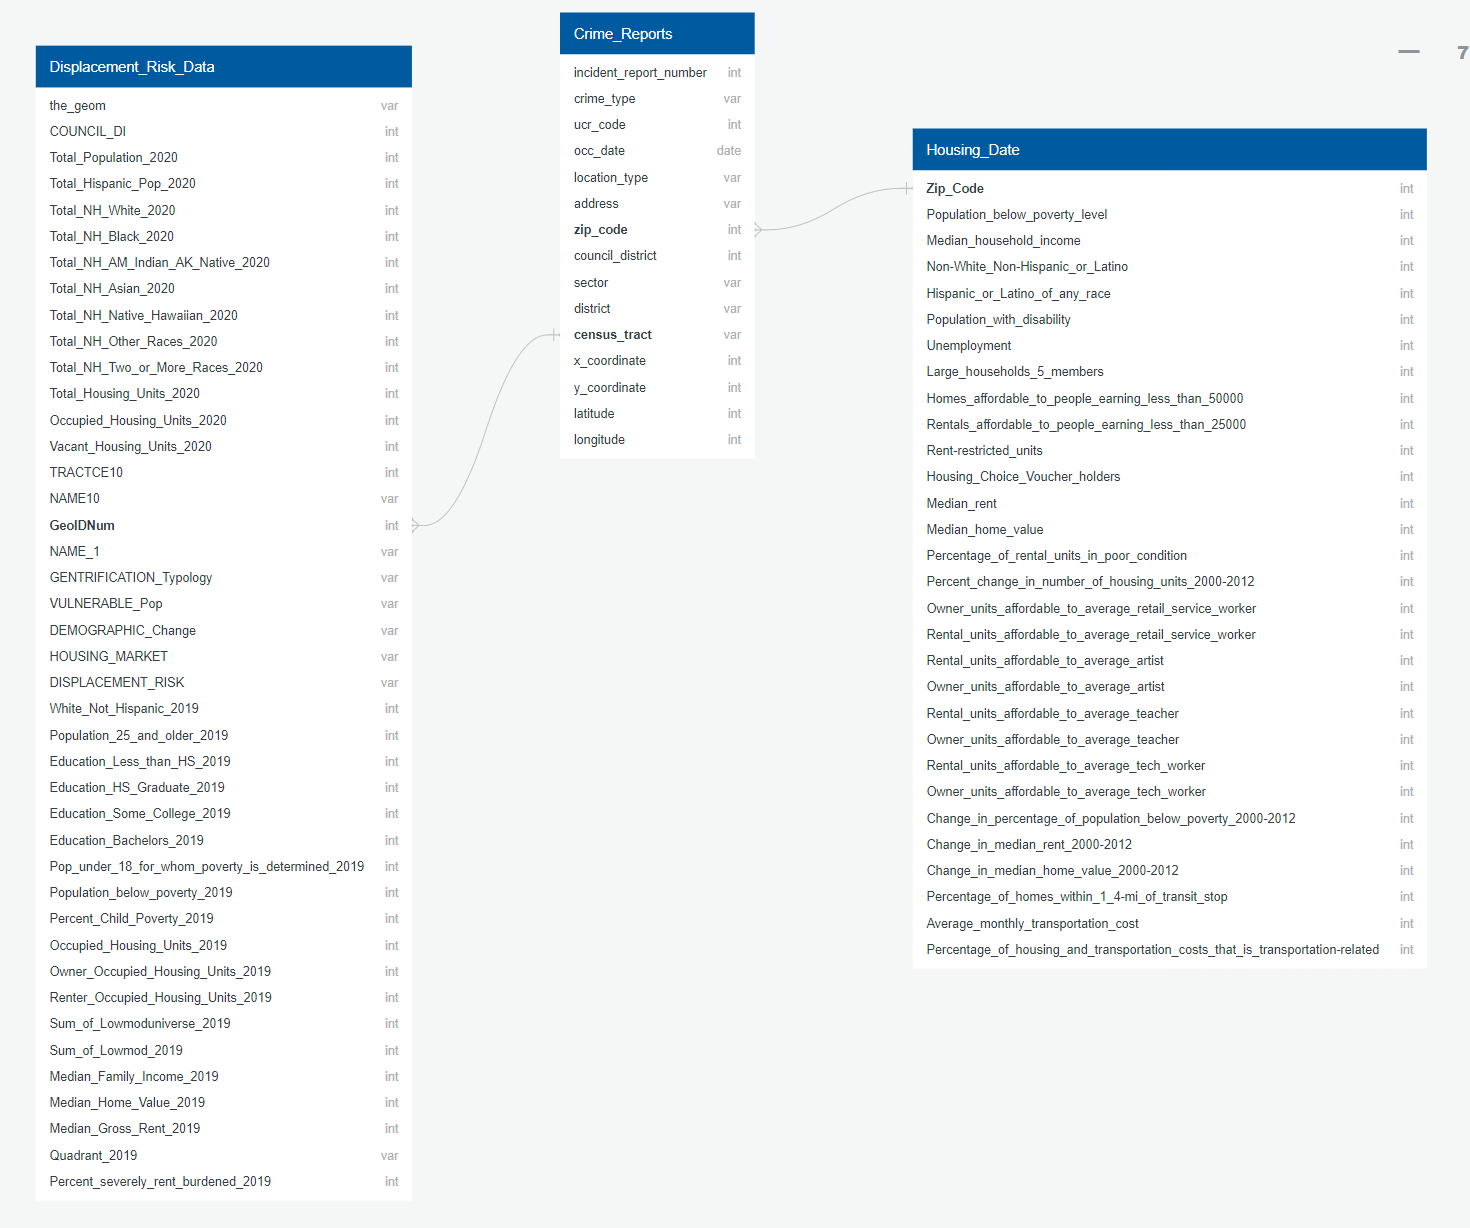 Displacement_Risk_Data
the_geom var
COUNCIL_DI int
Total_Population_2020 int
Total_Hispanic_Pop_2020 int
Total_NH_White_2020 int
Total_NH_Black_2020 int
Total_NH_AM_Indian_AK_Native_2020 int
Total_NH_Asian_2020 int
Total_NH_Native_Hawaiian_2020 int
Total_NH_Other_Races_2020 int
Total_NH_Two_or_More_Races_2020 int
Total_Housing_Units_2020 int
Occupied_Housing_Units_2020 int
Vacant_Housing_Units_2020 int
TRACTCE10 int
NAME10 var
GeoIDNum int
NAME_1 var
GENTRIFICATION_Typology var
VULNERABLE_Pop var
DEMOGRAPHIC_Change var
HOUSING_MARKET var
DISPLACEMENT_RISK var
White_Not_Hispanic_2019 int
Population_25_and_older_2019 int
Education_Less_than_HS_2019 int
Education_HS_Graduate_2019 int
Education_Some_College_2019 int
Education_Bachelors_2019 int
Pop_under_18_for_whom_poverty_is_determined_2019 int
Population_below_poverty_2019 int
Percent_Child_Poverty_2019 int
Occupied_Housing_Units_2019 int
Owner_Occupied_Housing_Units_2019 int
Renter_Occupied_Housing_Units_2019 int
Sum_of_Lowmoduniverse_2019 int
Sum_of_Lowmod_2019 int
Median_Family_Income_2019 int
Median_Home_Value_2019 int
Median_Gross_Rent_2019 int
Quadrant_2019 var
Percent_severely_rent_burdened_2019 int
Crime_Reports
incident_report_number int
crime_type var
ucr_code int
occ_date date
location_type var
address var
zip_code int
council_district int
sector var
district var
census_tract var
x_coordinate int
y_coordinate int
latitude int
longitude int
7
Housing_Date
Zip_Code int
Population_below_poverty_level int
Median_household_income int
Non-White_Non-Hispanic_or_Latino int
Hispanic_or_Latino_of_any_race int
Population_with_disability int
Unemployment int
Large_households_5_members int
Homes_affordable_to_people_earning_less_than_50000 int
Rentals_affordable_to_people_earning_less_than_25000 int
Rent-restricted_units int
Housing_Choice_Voucher_holders int
Median_rent int
Median_home_value int
Percentage_of_rental_units_in_poor_condition int
Percent_change_in_number_of_housing_units_2000-2012 int
Owner_units_affordable_to_average_retail_service_worker int
Rental_units_affordable_to_average_retail_service_worker int
Rental_units_affordable_to_average_artist int
Owner_units_affordable_to_average_artist int
Rental_units_affordable_to_average_teacher int
Owner_units_affordable_to_average_teacher int
Rental_units_affordable_to_average_tech_worker int
Owner_units_affordable_to_average_tech_worker int
Change_in_percentage_of_population_below_poverty_2000-2012 int
Change_in_median_rent_2000-2012 int
Change_in_median_home_value_2000-2012 int
Percentage_of_homes_within_1_4-mi_of_transit_stop int
Average_monthly_transportation_cost int
Percentage_of_housing_and_transportation_costs_that_is_transportation-related int